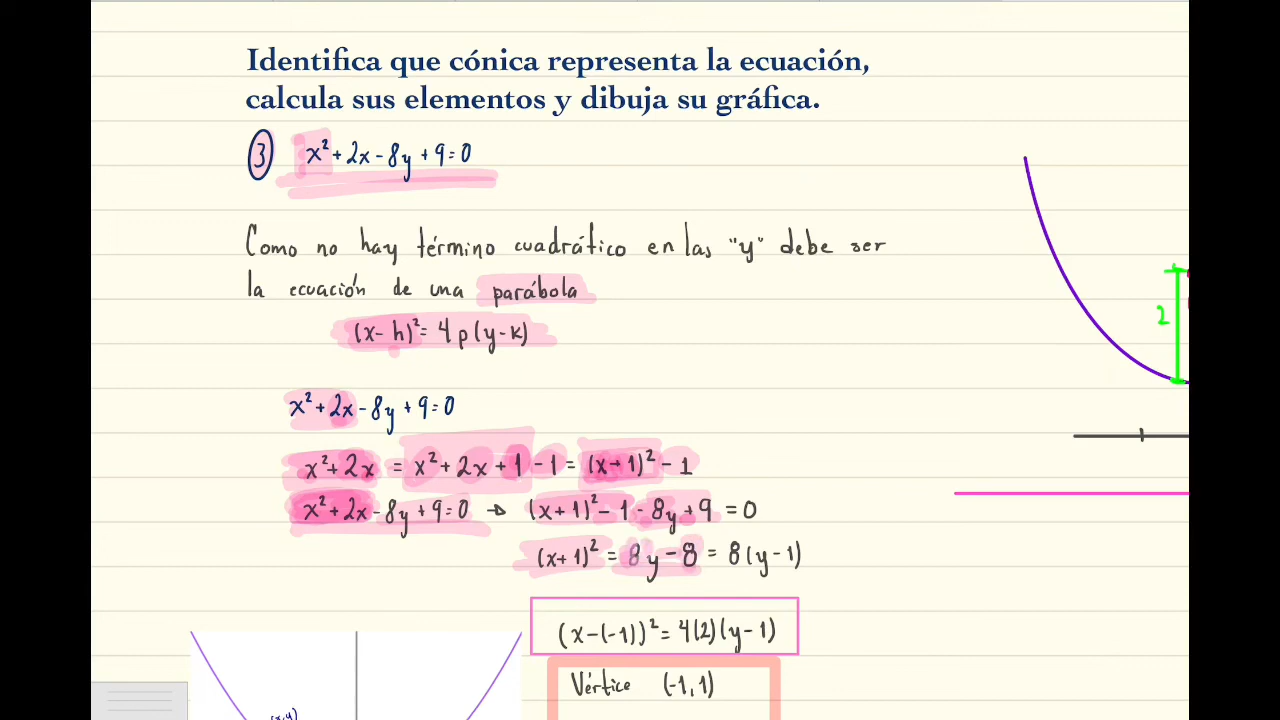 Identifica que cónica representa la ecuación,
calcula sus elementos y dibuja su gráfica.
3 x² + 2x - 8y + 9 = 0
Como no hay término cuadrático en las "y" debe ser
la ecuación de una parábola
(x - h)² = 4p(y - k)
x² + 2x - 8y + 9 = 0
x² + 2x = x² + 2x + 1 - 1 = (x + 1)² - 1
x² + 2x - 8y + 9 = 0 → (x + 1)² - 1 - 8y + 9 = 0
(x + 1)² = 8y - 8 = 8(y - 1)
(x - (-1))² = 4(2)(y - 1)
Vértice (-1, 1)
(x, y)
2